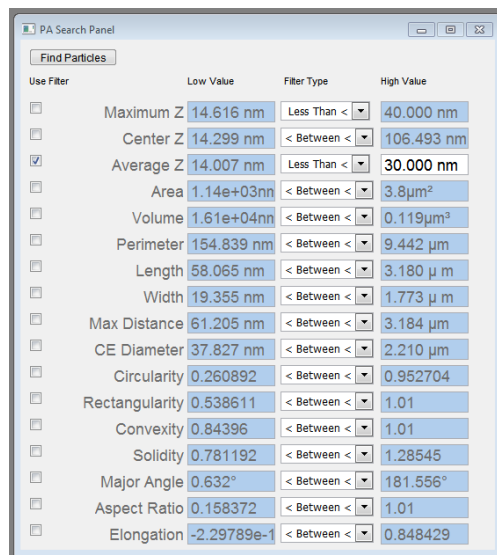 PA Search Panel
Find Particles
Use Filter Low Value Filter Type High Value
Maximum Z 14.616 nm Less Than < 40.000 nm
Center Z 14.299 nm < Between < 106.493 nm
Average Z 14.007 nm Less Than < 30.000 nm
Area 1.14e+03nn < Between < 3.8µm²
Volume 1.61e+04nn < Between < 0.119µm³
Perimeter 154.839 nm < Between < 9.442 µm
Length 58.065 nm < Between < 3.180 µ m
Width 19.355 nm < Between < 1.773 µ m
Max Distance 61.205 nm < Between < 3.184 µm
CE Diameter 37.827 nm < Between < 2.210 µm
Circularity 0.260892 < Between < 0.952704
Rectangularity 0.538611 < Between < 1.01
Convexity 0.84396 < Between < 1.01
Solidity 0.781192 < Between < 1.28545
Major Angle 0.632° < Between < 181.556°
Aspect Ratio 0.158372 < Between < 1.01
Elongation -2.29789e-1 < Between < 0.848429